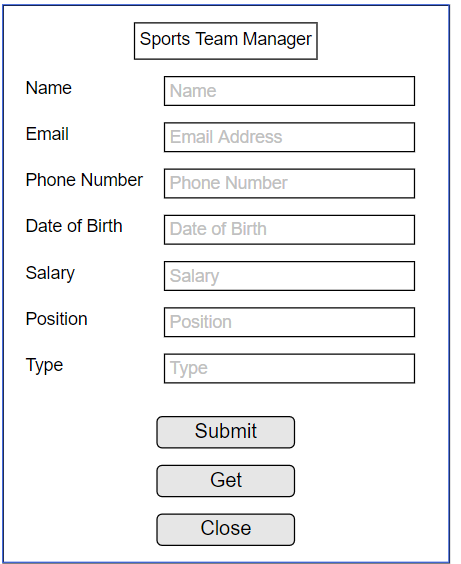 Sports Team Manager
Name Name
Email Email Address
Phone Number Phone Number
Date of Birth Date of Birth
Salary Salary
Position Position
Type Type
Submit
Get
Close